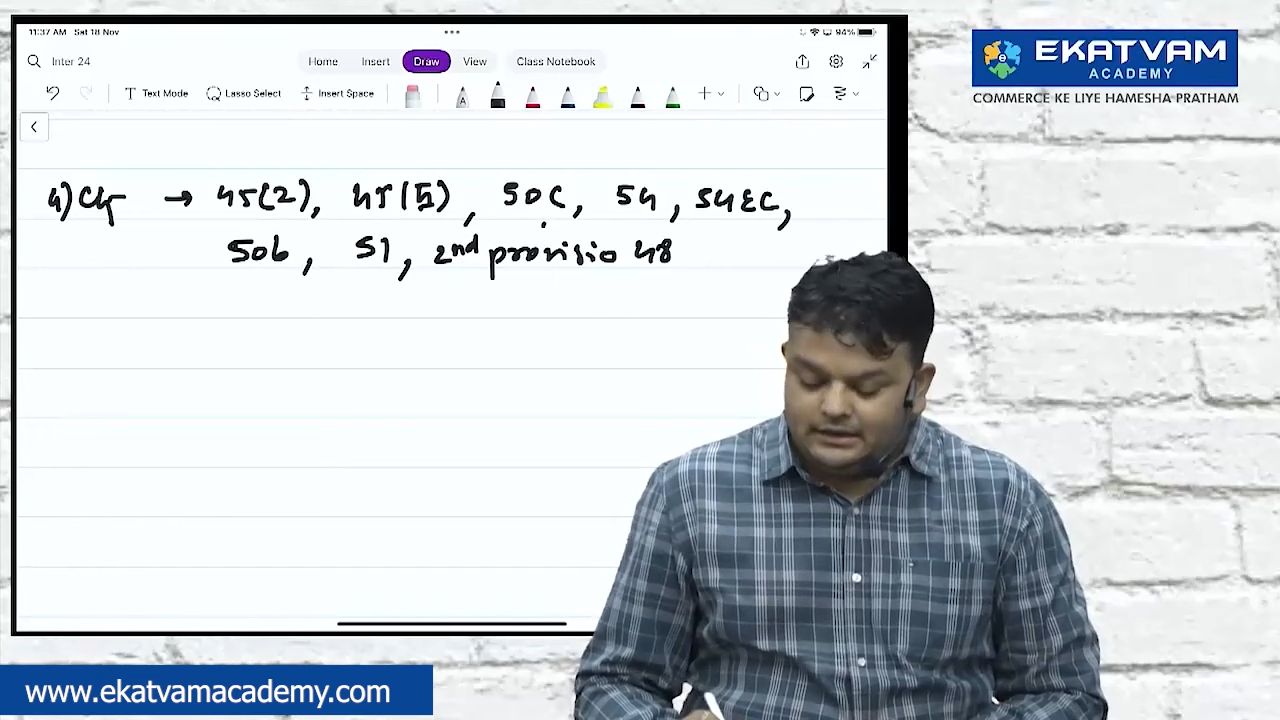 11:37 AM Sat 18 Nov
94%
Inter 24
Home Insert Draw View Class Notebook
Text Mode Lasso Select Insert Space
4) CG → 45(2), 45(5), 50C, 54, 54EC,
50b, 51, 2nd provisio 48
EKATVAM
ACADEMY
COMMERCE KE LIYE HAMESHA PRATHAM
www.ekatvamacademy.com